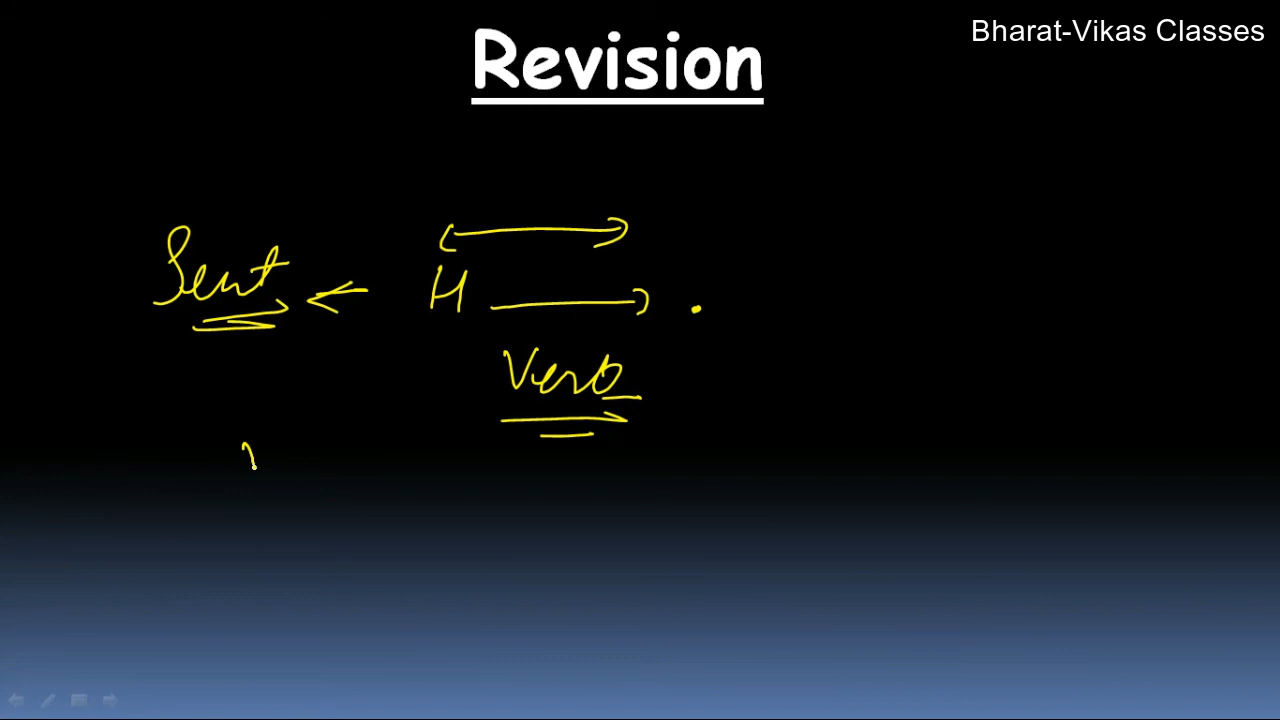 Bharat-Vikas Classes
Revision
Sent ← H → .
Verb